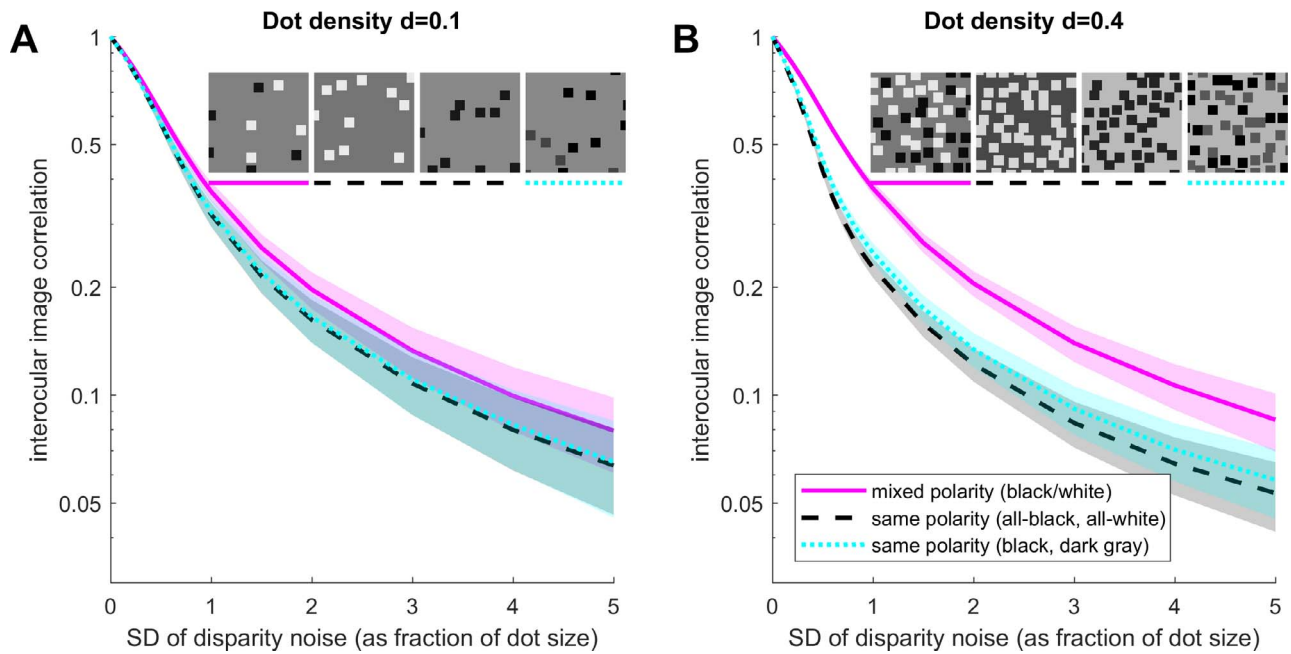 A
Dot density d=0.1
1
0.5
0.2
0.1
0.05
interocular image correlation
0 1 2 3 4 5
SD of disparity noise (as fraction of dot size)
B
Dot density d=0.4
1
0.5
0.2
0.1
0.05
interocular image correlation
mixed polarity (black/white)
same polarity (all-black, all-white)
same polarity (black, dark gray)
0 1 2 3 4 5
SD of disparity noise (as fraction of dot size)